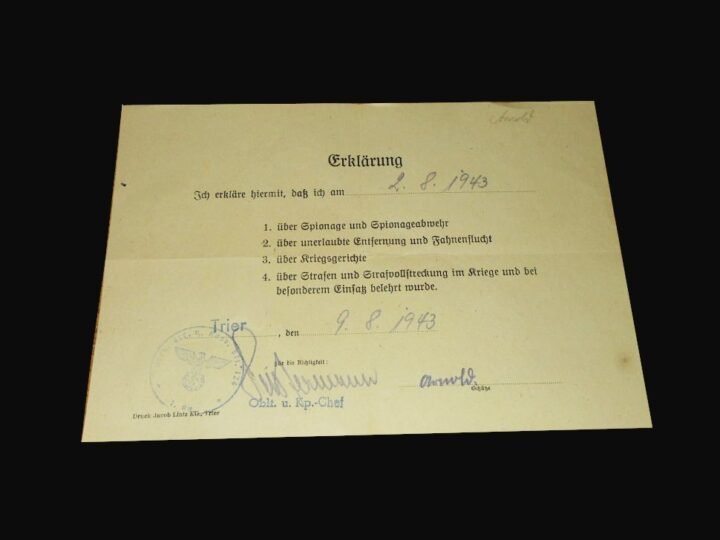 Arnold
Erklärung
Ich erkläre hiermit, daß ich am 2. 8. 1943
1. über Spionage und Spionageabwehr
2. über unerlaubte Entfernung und Fahnenflucht
3. über Kriegsgerichte
4. über Strafen und Strafvollstreckung im Kriege und bei
besonderem Einsatz belehrt wurde.
Trier, den 9. 8. 1943
Für die Richtigkeit:
Arnold.
Oblt. u. Kp.-Chef
Schütze
Druck Jacob Lintz KG., Trier